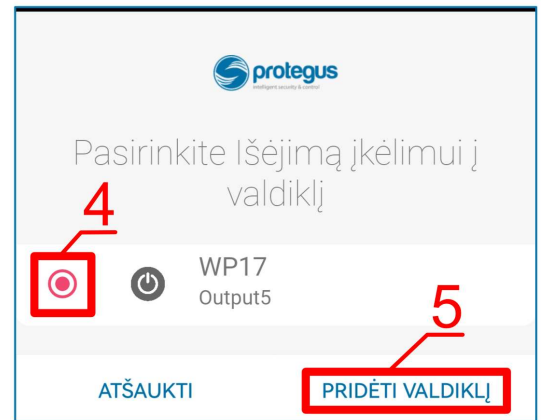 protegus
intelligent security & control
Pasirinkite Išėjimą įkėlimui į
valdiklį
4
WP17
Output5
5
ATŠAUKTI
PRIDĖTI VALDIKLĮ